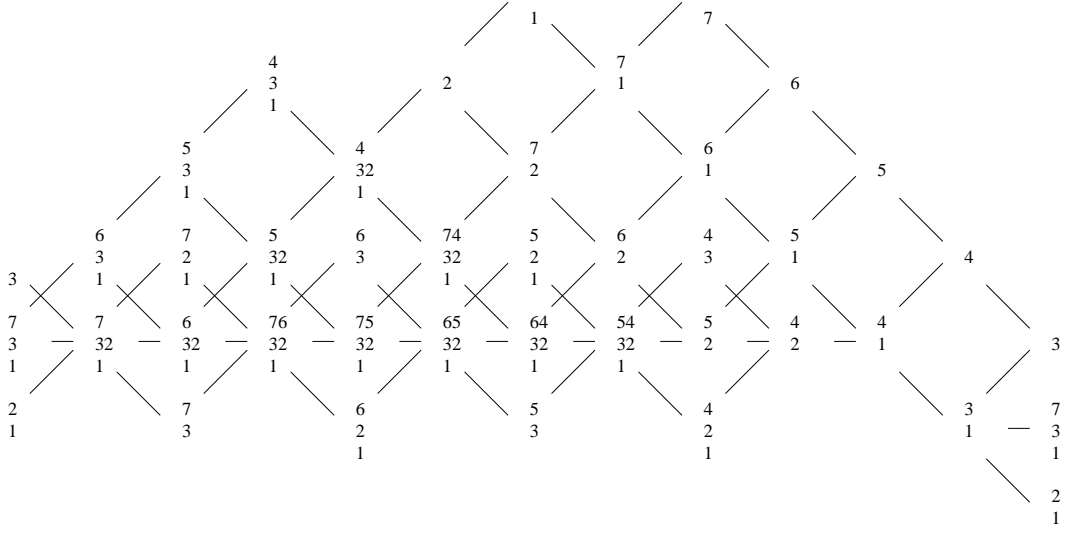 1 7
4 7
3 2 1 6
1
5 4 7 6
3 32 2 1 5
1 1
6 7 5 6 74 5 6 4 5
3 2 32 3 32 2 2 3 1 4
3 1 1 1 1 1
7 7 6 76 75 65 64 54 5 4 4
3 32 32 32 32 32 32 32 2 2 1 3
1 1 1 1 1 1 1 1
2 7 6 5 4 3 7
1 3 2 3 2 1 3
1 1 1
2
1